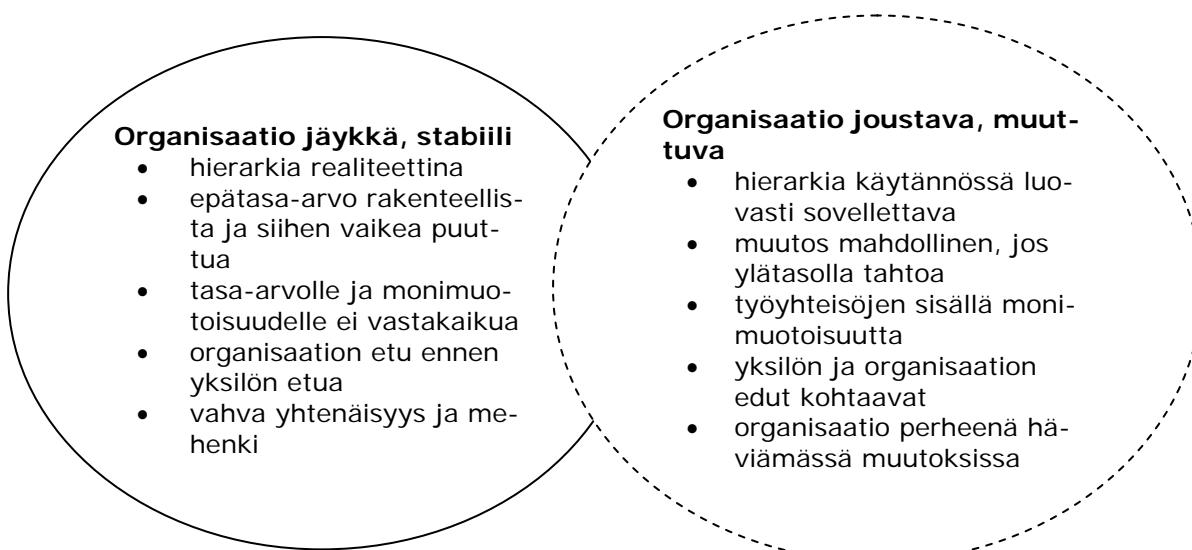 Organisaatio jäykkä, stabiili
• hierarkia realiteettina
• epätasa-arvo rakenteellis-
ta ja siihen vaikea puut-
tua
• tasa-arvolle ja monimuo-
toisuudelle ei vastakaikua
• organisaation etu ennen
yksilön etua
• vahva yhtenäisyys ja me-
henki
Organisaatio joustava, muut-
tuva
• hierarkia käytännössä luo-
vasti sovellettava
• muutos mahdollinen, jos
ylätasolla tahtoa
• työyhteisöjen sisällä moni-
muotoisuutta
• yksilön ja organisaation
edut kohtaavat
• organisaatio perheenä hä-
viämässä muutoksissa